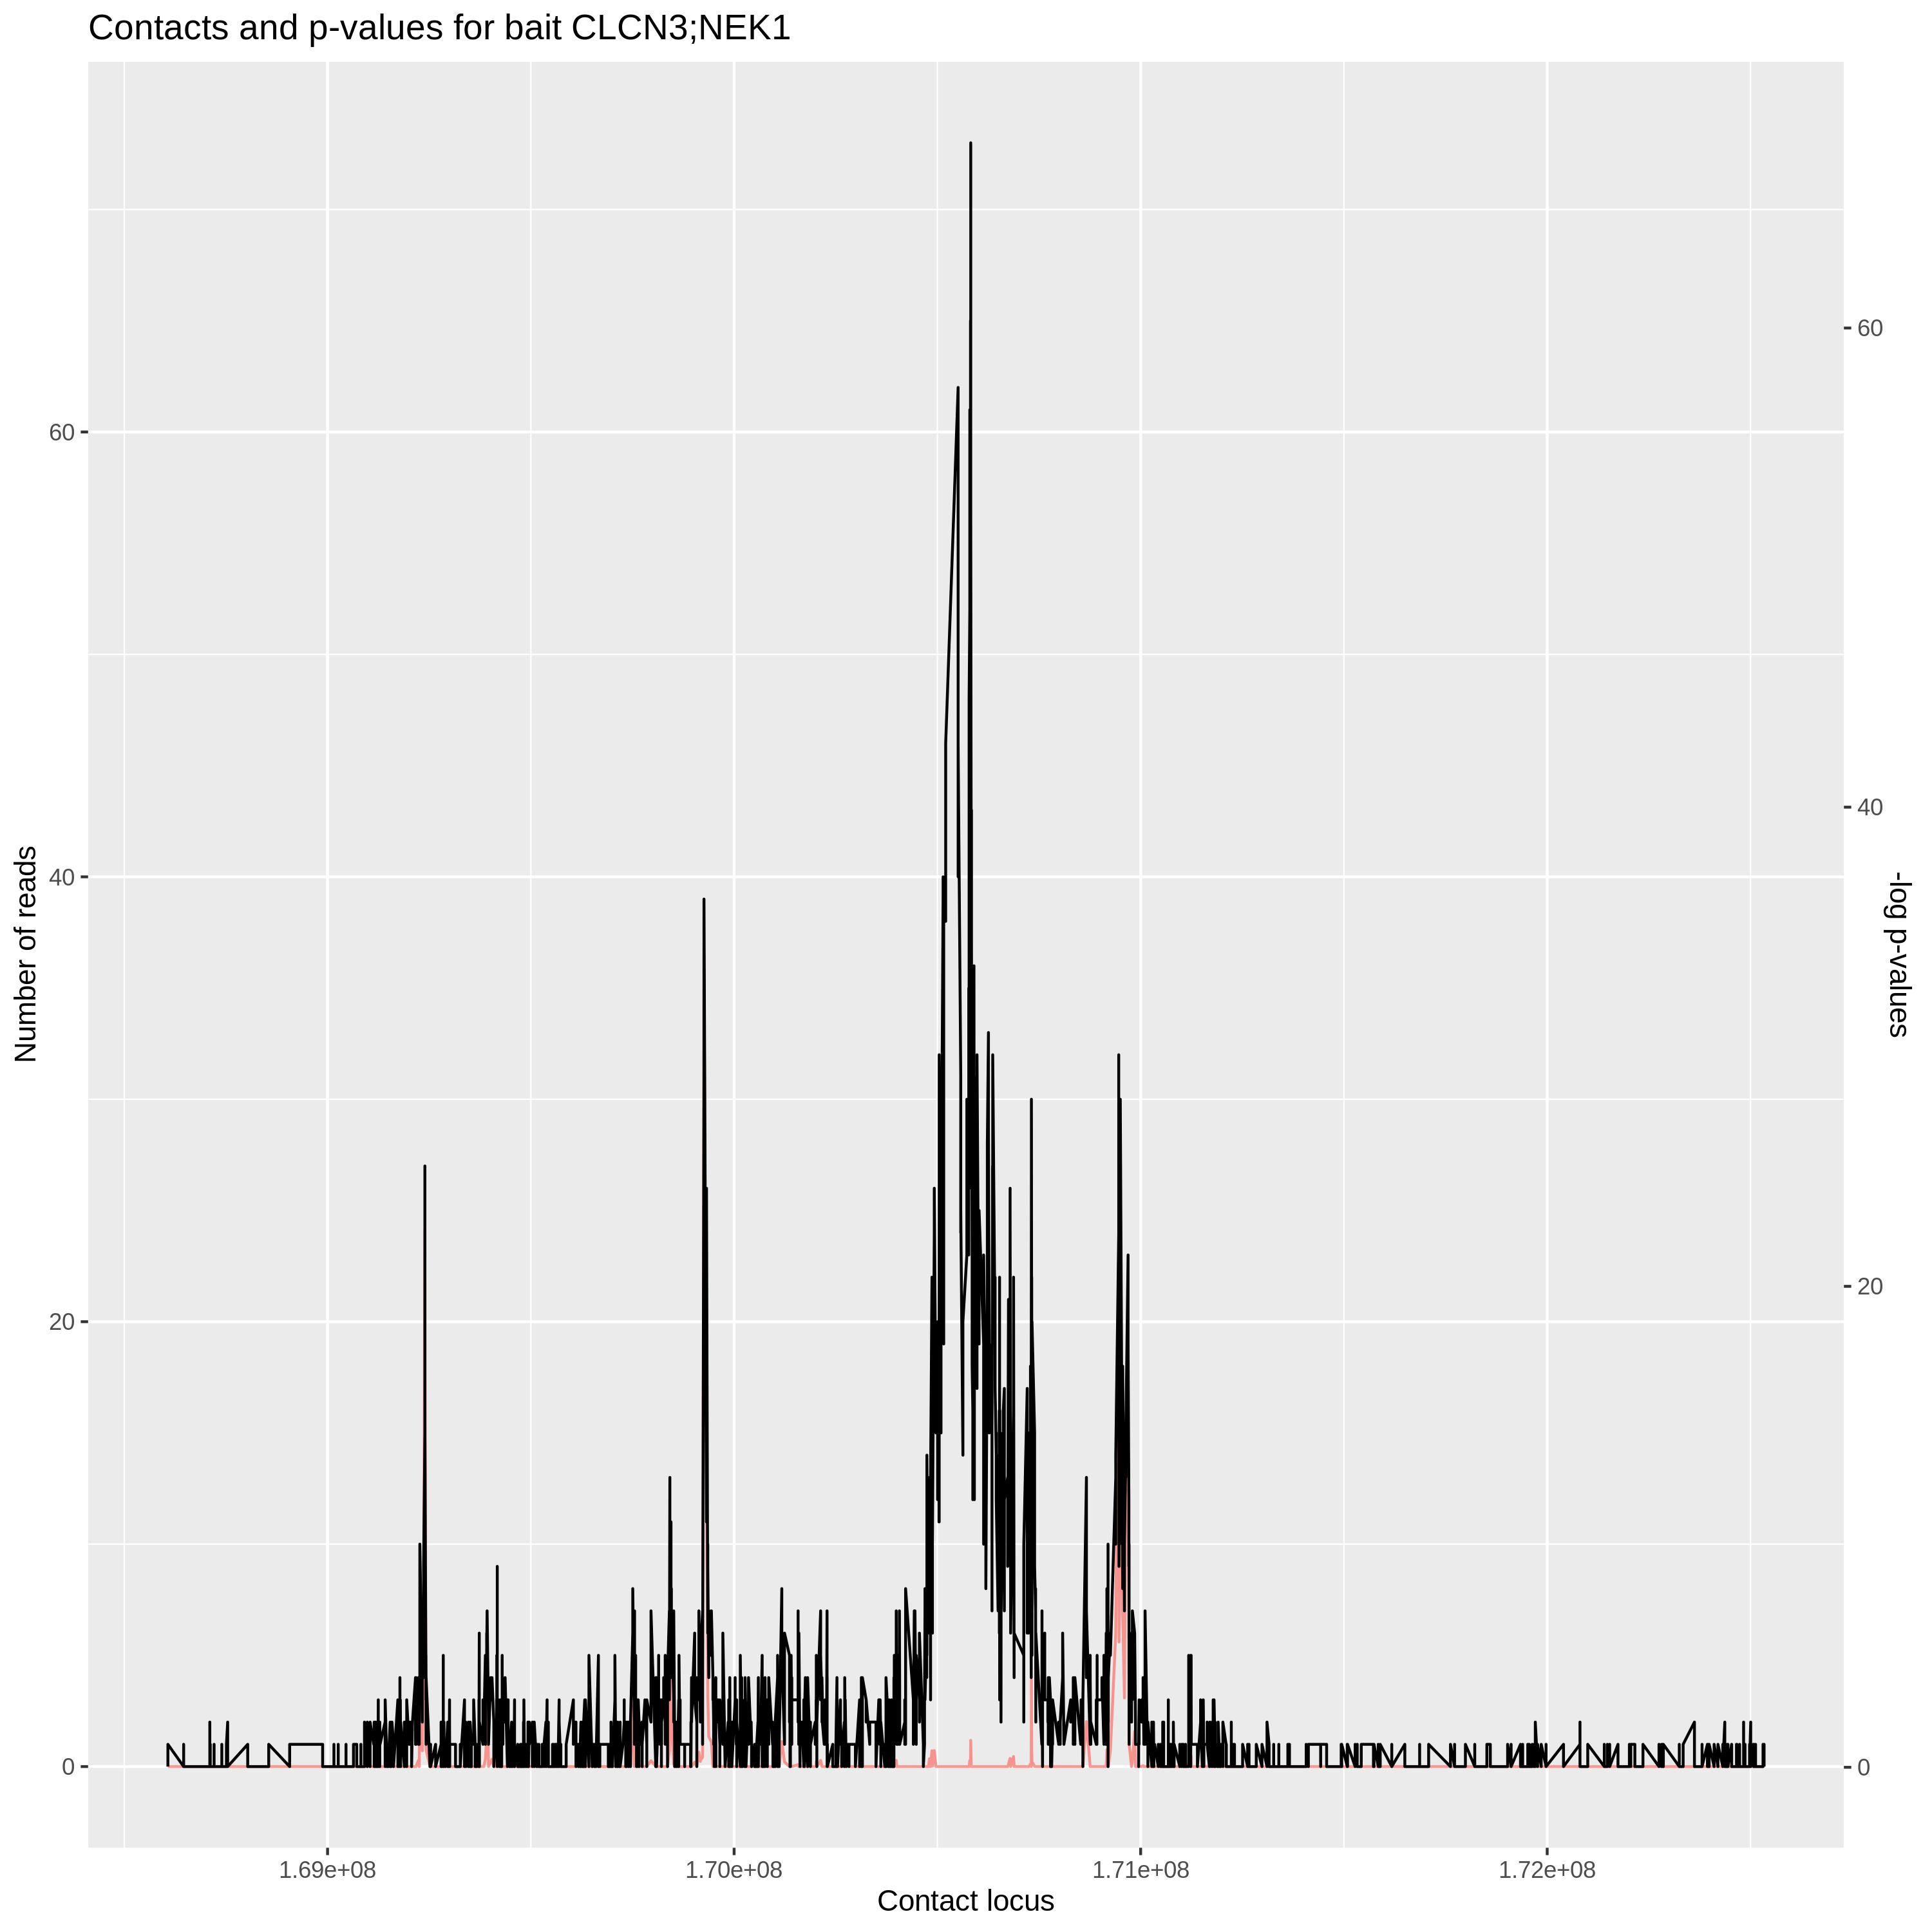 Contacts and p-values for bait CLCN3;NEK1
Number of reads
60
40
20
0
60
40
20
0
-log p-values
1.69e+08
1.70e+08
1.71e+08
1.72e+08
Contact locus